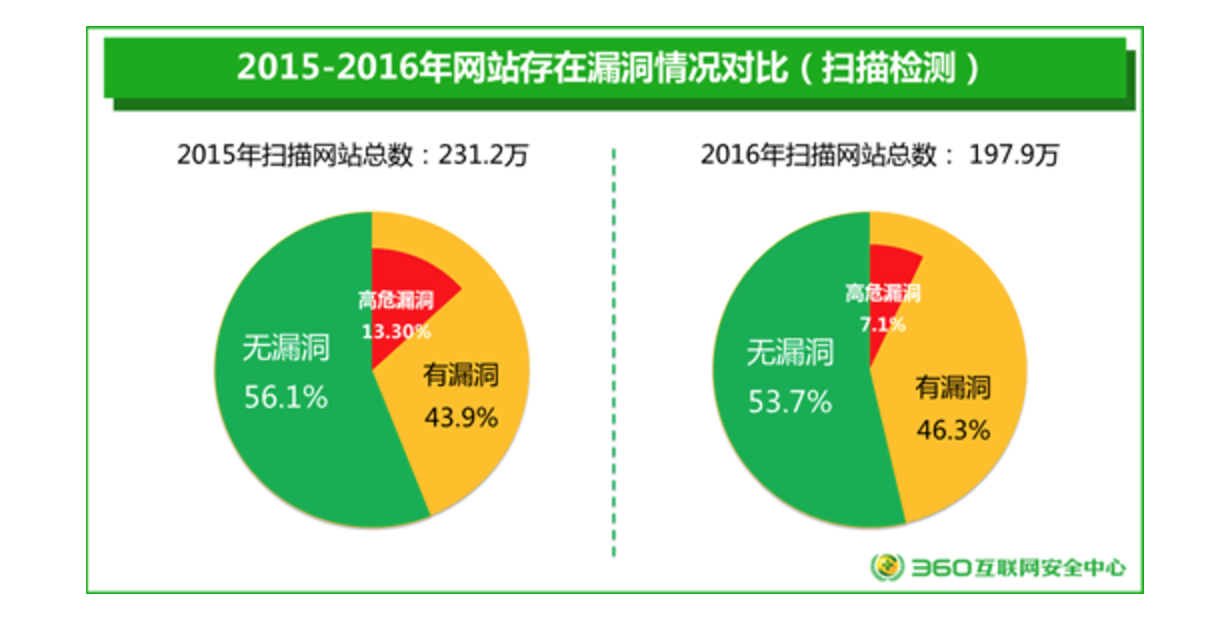 2015-2016年网站存在漏洞情况对比（扫描检测）
2015年扫描网站总数：231.2万
2016年扫描网站总数： 197.9万
高危漏洞
13.30%
无漏洞
56.1%
有漏洞
43.9%
高危漏洞
7.1%
无漏洞
53.7%
有漏洞
46.3%
360互联网安全中心